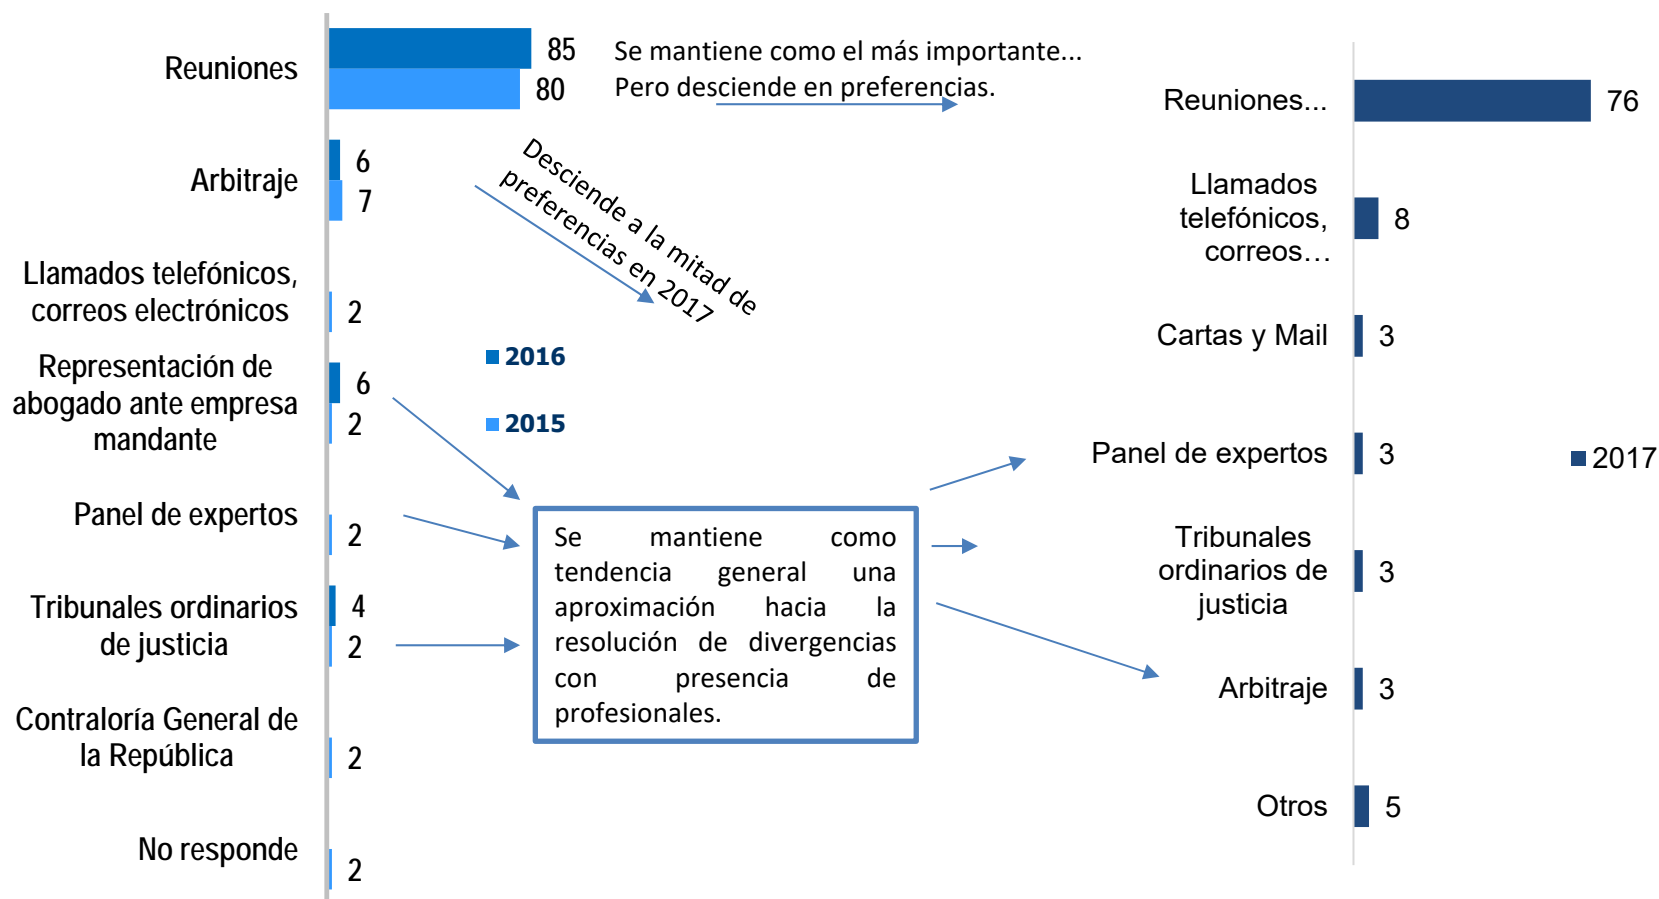 Reuniones
85
80
Arbitraje
6
7
Llamados telefónicos,
correos electrónicos
2
Representación de
abogado ante empresa
mandante
6
2
Panel de expertos
2
Tribunales ordinarios
de justicia
4
2
Contraloría General de
la República
2
No responde
2
2016
2015
Se mantiene como el más importante...
Pero desciende en preferencias.
Desciende a la mitad de
preferencias en 2017
Se mantiene como
tendencia general una
aproximación hacia la
resolución de divergencias
con presencia de
profesionales.
Reuniones...
76
Llamados
telefónicos,
correos...
8
Cartas y Mail
3
Panel de expertos
3
Tribunales
ordinarios de
justicia
3
Arbitraje
3
Otros
5
2017